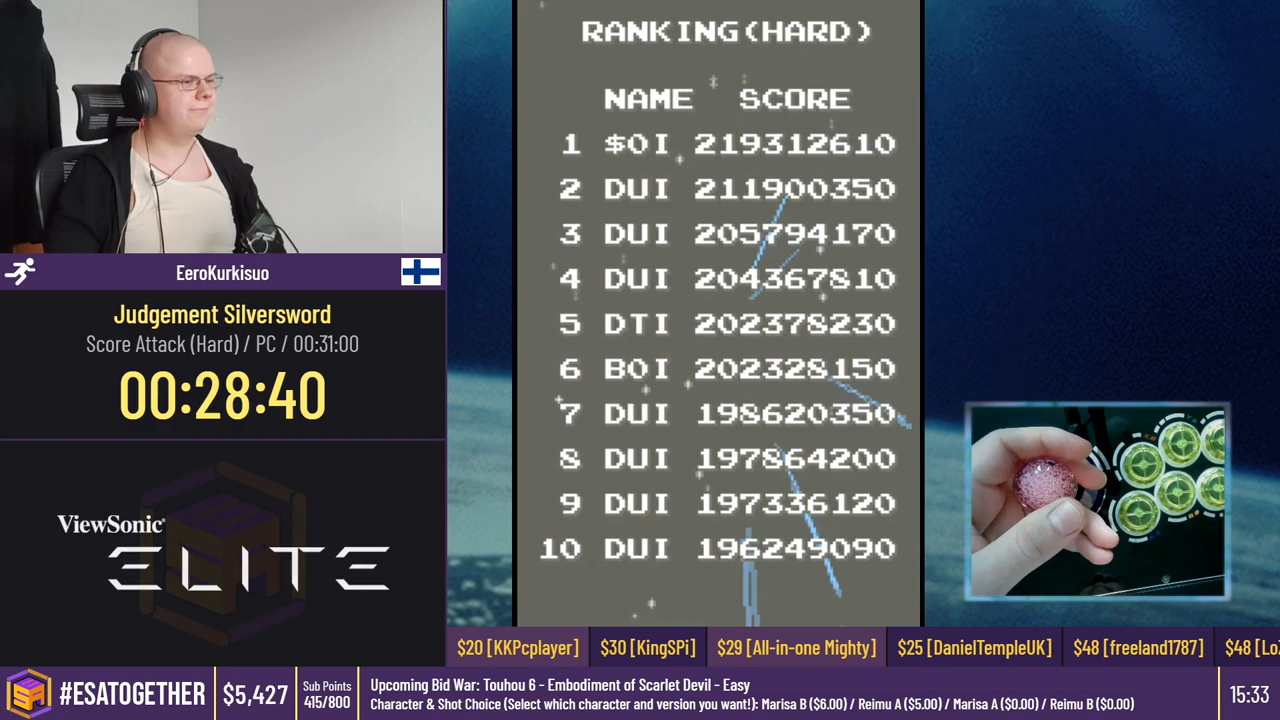 EeroKurkisuo
Judgement Silversword
Score Attack (Hard) / PC / 00:31:00
00:28:40
ViewSonic
ELITE
RANKING(HARD)
NAME SCORE
1 $OI 219312610
2 DUI 211900350
3 DUI 205794170
4 DUI 204367810
5 DTI 202378230
6 BOI 202328150
7 DUI 198620350
8 DUI 197864200
9 DUI 197336120
10 DUI 196249090
$20 [KKPcplayer] $30 [KingSPi] $29 [All-in-one Mighty] $25 [DanielTempleUK] $48 [freeland1787] $48 [Lo
#ESATOGETHER
$5,427
Sub Points
415/800
Upcoming Bid War: Touhou 6 - Embodiment of Scarlet Devil - Easy
Character & Shot Choice (Select which character and version you want!): Marisa B ($6.00) / Reimu A ($5.00) / Marisa A ($0.00) / Reimu B ($0.00)
15:33